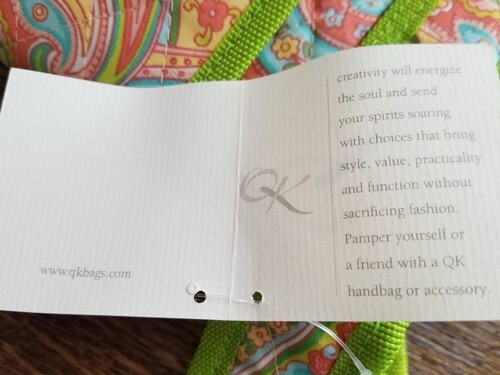 www.qkbags.com
QK
creativity will energize
the soul and send
your spirits soaring
with choices that bring
style, value, practicality
and function without
sacrificing fashion.
Pamper yourself or
a friend with a QK
handbag or accessory.